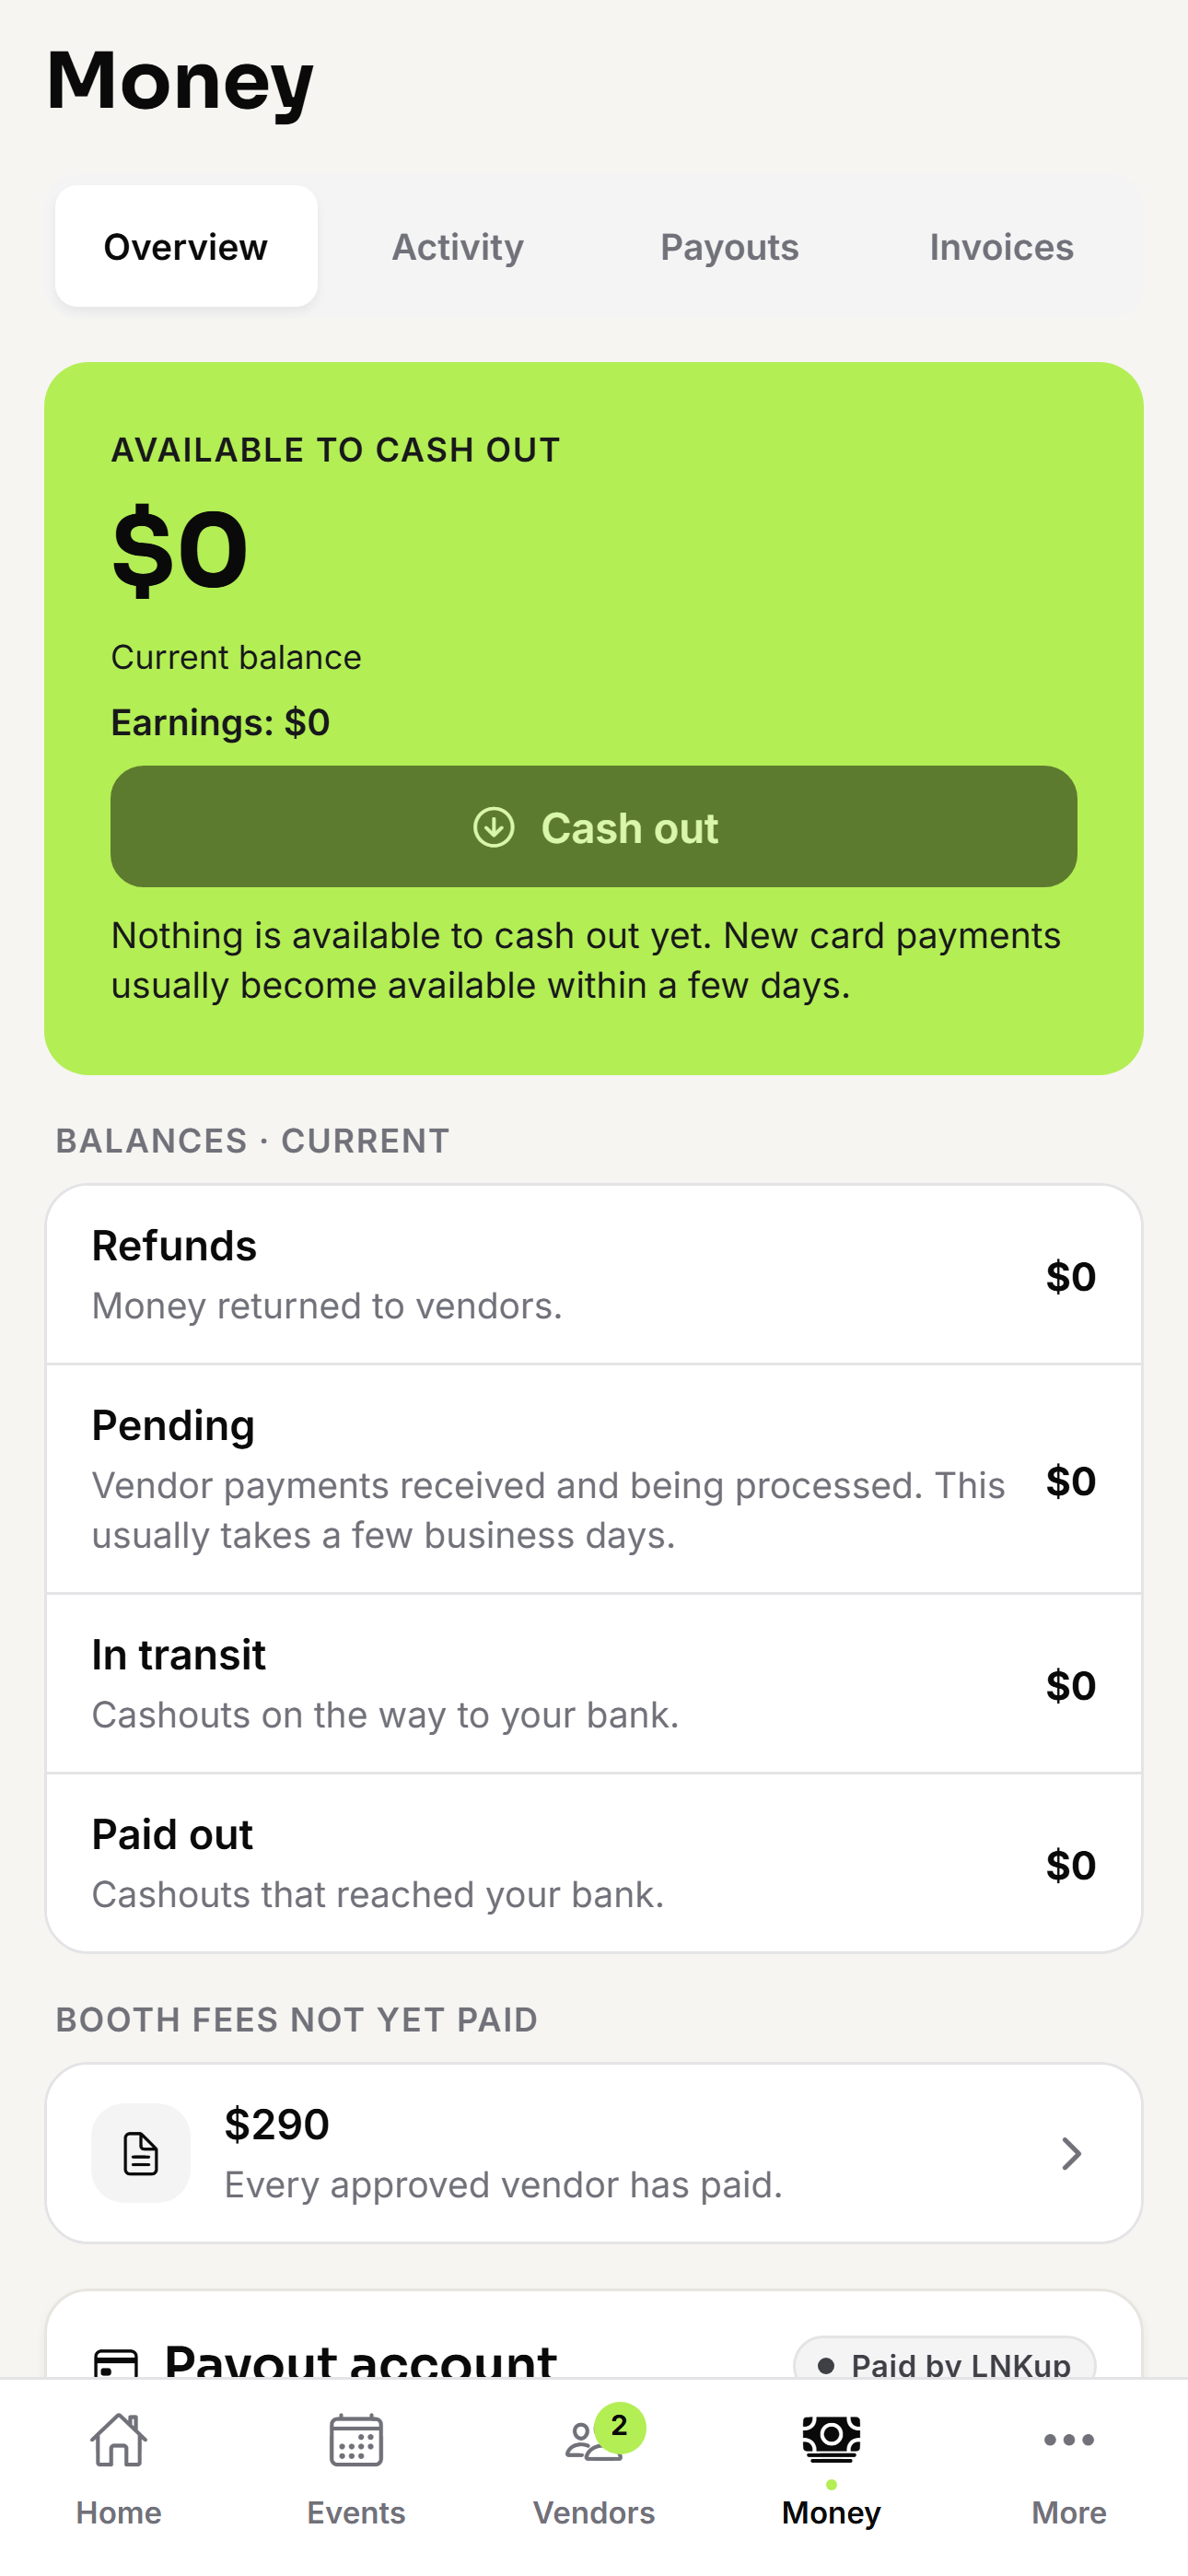 Money
Overview
Activity
Payouts
Invoices
AVAILABLE TO CASH OUT
$0
Current balance
Earnings: $0
Cash out
Nothing is available to cash out yet. New card payments
usually become available within a few days.
BALANCES · CURRENT
Refunds
Money returned to vendors.
$0
Pending
Vendor payments received and being processed. This
usually takes a few business days.
$0
In transit
Cashouts on the way to your bank.
$0
Paid out
Cashouts that reached your bank.
$0
BOOTH FEES NOT YET PAID
$290
Every approved vendor has paid.
Payout account
Paid by LNKup
2
Home
Events
Vendors
Money
More